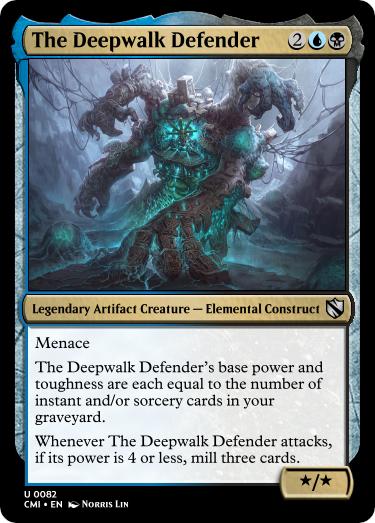 The Deepwalk Defender 2
Legendary Artifact Creature — Elemental Construct
Menace
The Deepwalk Defender's base power and
toughness are each equal to the number of
instant and/or sorcery cards in your
graveyard.
Whenever The Deepwalk Defender attacks,
if its power is 4 or less, mill three cards.
★/★
U 0082
CMI • EN Norris Lin